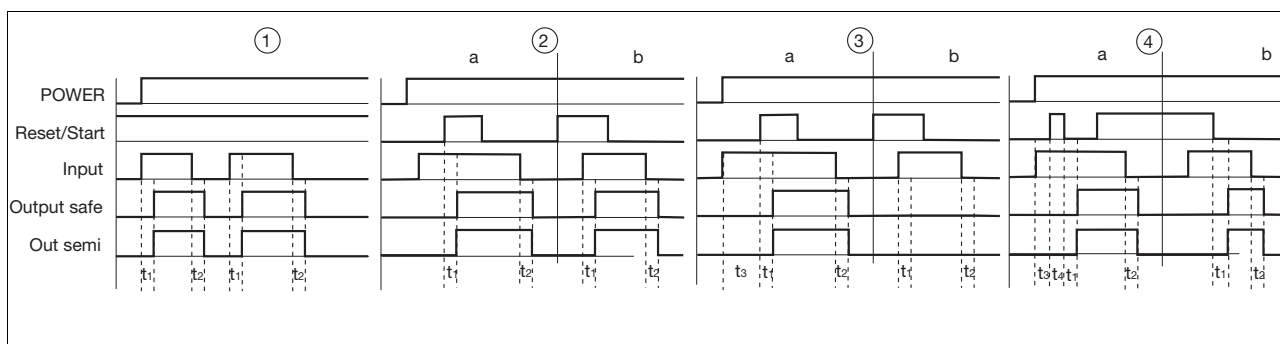 1 2 3 4
a b a b a b
POWER
Reset/Start
Input
Output safe
Out semi
t1 t2 t1 t2 t1 t2 t1 t2 t3 t1 t2 t1 t2 t3 t4 t1 t2 t1 t2